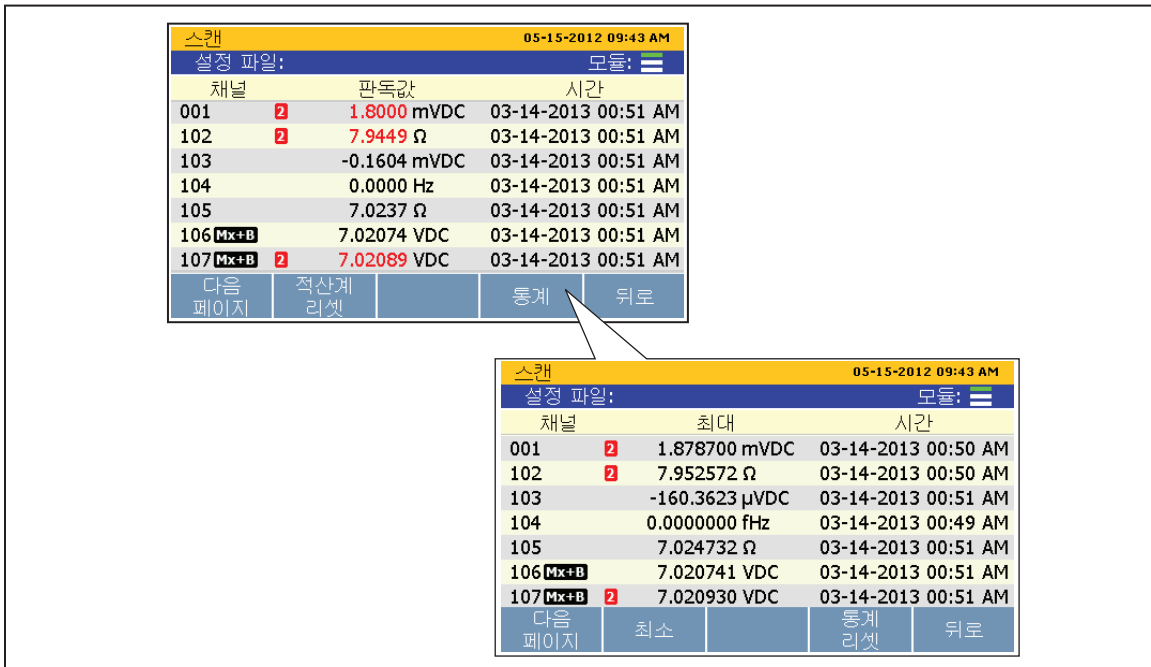 스캔 05-15-2012 09:43 AM
설정 파일: 모듈:
채널 판독값 시간
001 2 1.8000 mVDC 03-14-2013 00:51 AM
102 2 7.9449 Ω 03-14-2013 00:51 AM
103 -0.1604 mVDC 03-14-2013 00:51 AM
104 0.0000 Hz 03-14-2013 00:51 AM
105 7.0237 Ω 03-14-2013 00:51 AM
106 Mx+B 7.02074 VDC 03-14-2013 00:51 AM
107 Mx+B 2 7.02089 VDC 03-14-2013 00:51 AM
다음 페이지 적산계 리셋 통계 뒤로
스캔 05-15-2012 09:43 AM
설정 파일: 모듈:
채널 최대 시간
001 2 1.878700 mVDC 03-14-2013 00:50 AM
102 2 7.952572 Ω 03-14-2013 00:50 AM
103 -160.3623 µVDC 03-14-2013 00:51 AM
104 0.0000000 fHz 03-14-2013 00:49 AM
105 7.024732 Ω 03-14-2013 00:51 AM
106 Mx+B 7.020741 VDC 03-14-2013 00:51 AM
107 Mx+B 2 7.020930 VDC 03-14-2013 00:51 AM
다음 페이지 최소 통계 리셋 뒤로